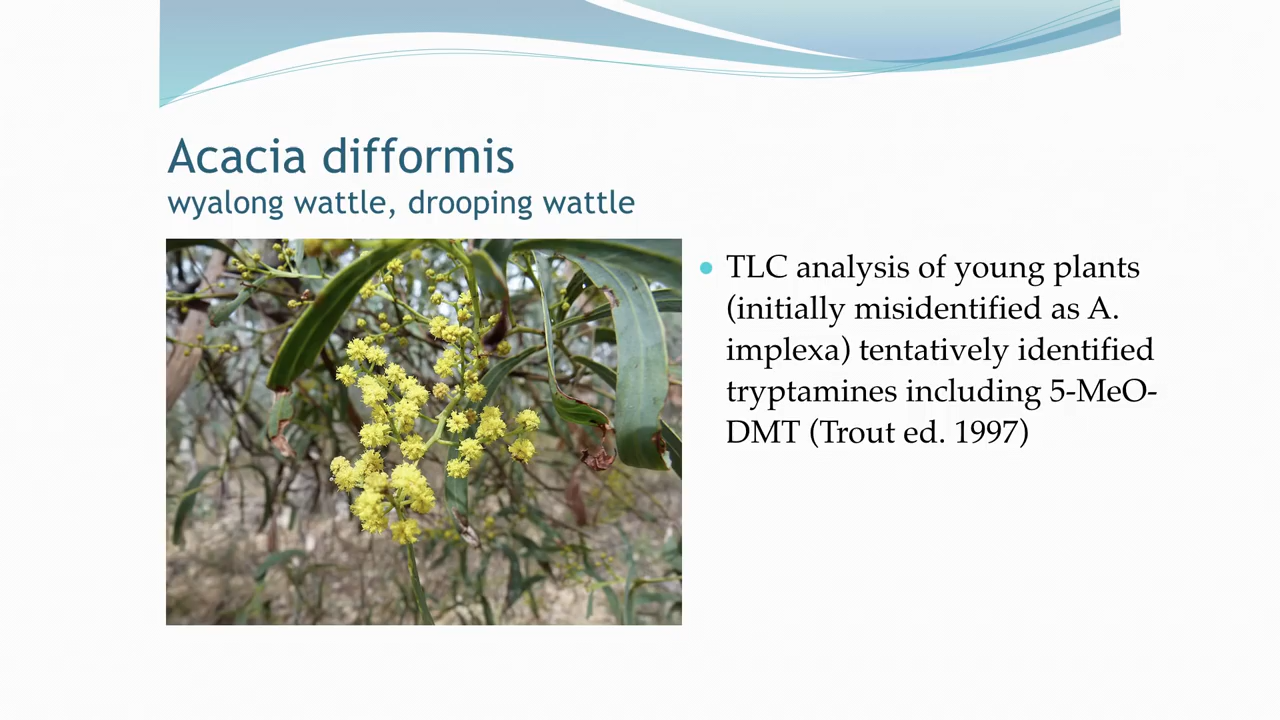 Acacia difformis
wyalong wattle, drooping wattle
• TLC analysis of young plants
(initially misidentified as A.
implexa) tentatively identified
tryptamines including 5-MeO-
DMT (Trout ed. 1997)